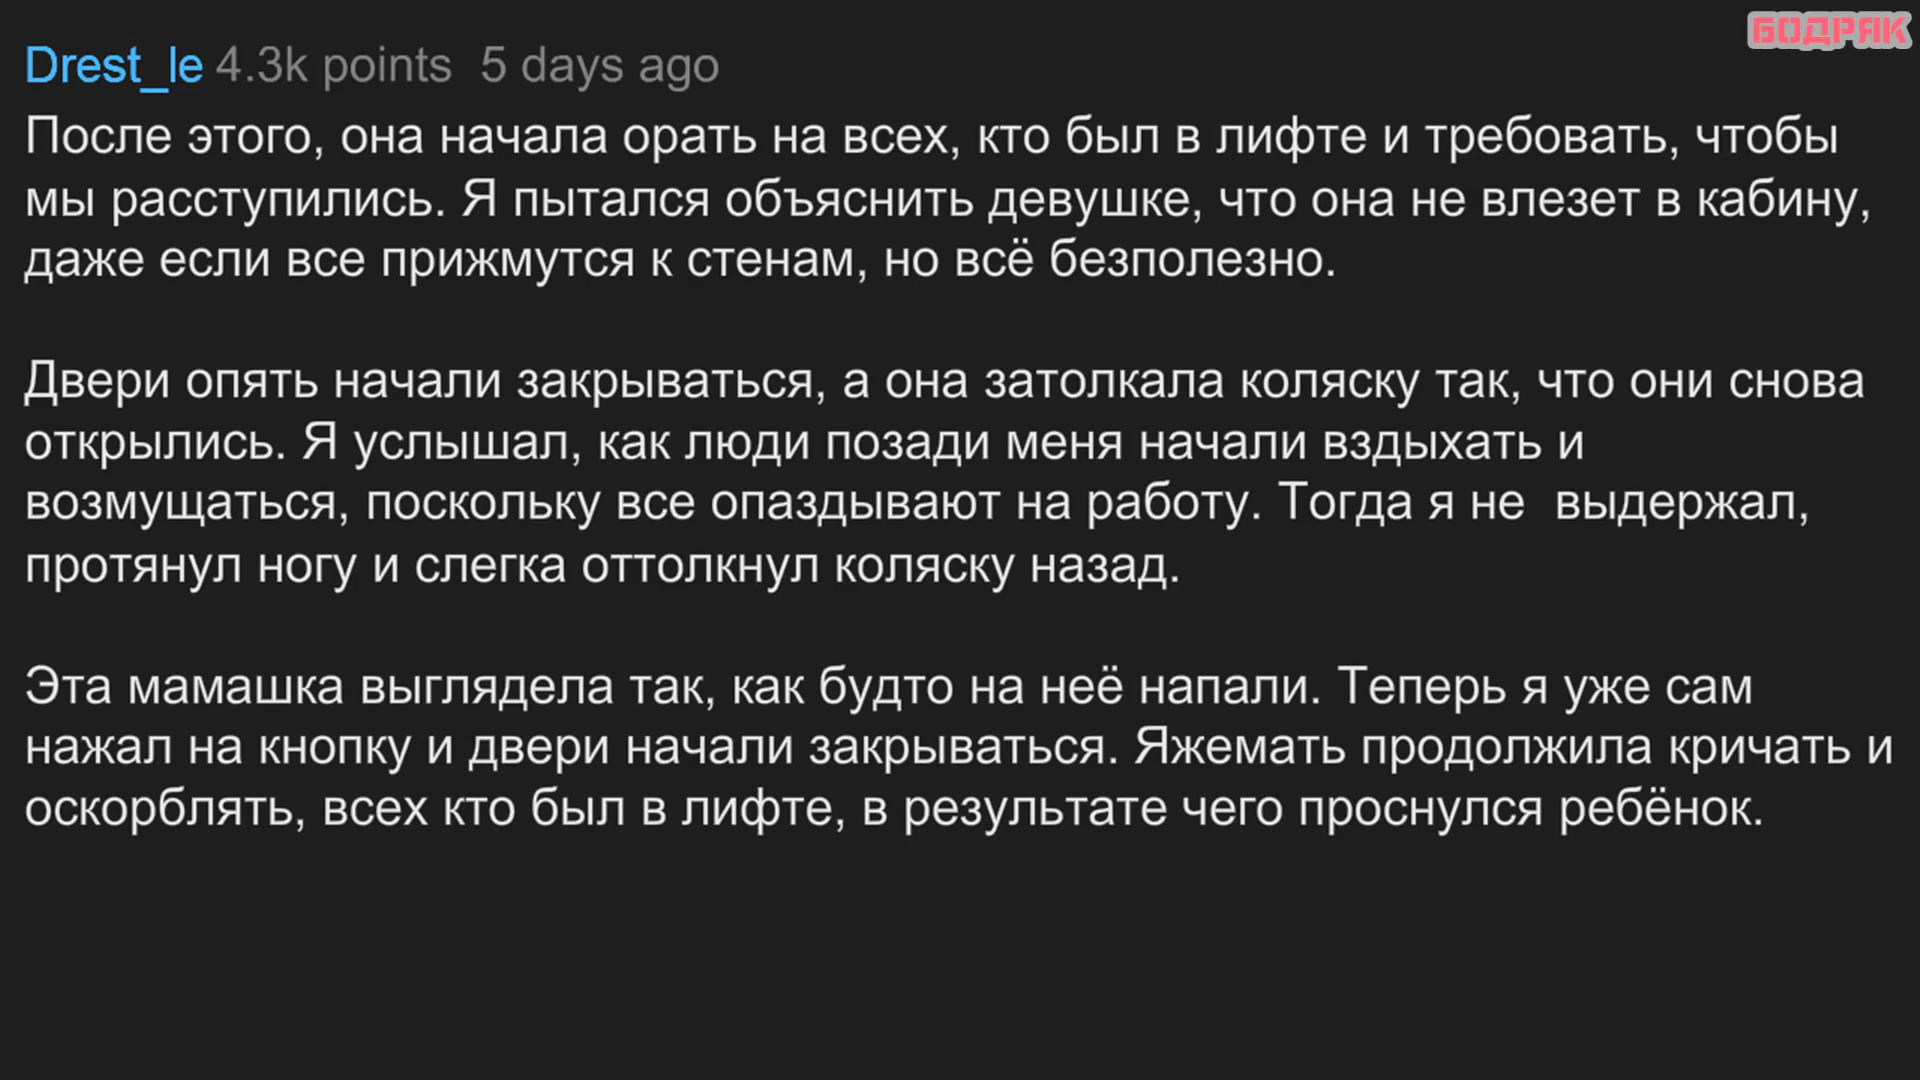 БОДРЯК
Drest_le 4.3k points 5 days ago
После этого, она начала орать на всех, кто был в лифте и требовать, чтобы
мы расступились. Я пытался объяснить девушке, что она не влезет в кабину,
даже если все прижмутся к стенам, но всё безполезно.
Двери опять начали закрываться, а она затолкала коляску так, что они снова
открылись. Я услышал, как люди позади меня начали вздыхать и
возмущаться, поскольку все опаздывают на работу. Тогда я не выдержал,
протянул ногу и слегка оттолкнул коляску назад.
Эта мамашка выглядела так, как будто на неё напали. Теперь я уже сам
нажал на кнопку и двери начали закрываться. Яжемать продолжила кричать и
оскорблять, всех кто был в лифте, в результате чего проснулся ребёнок.